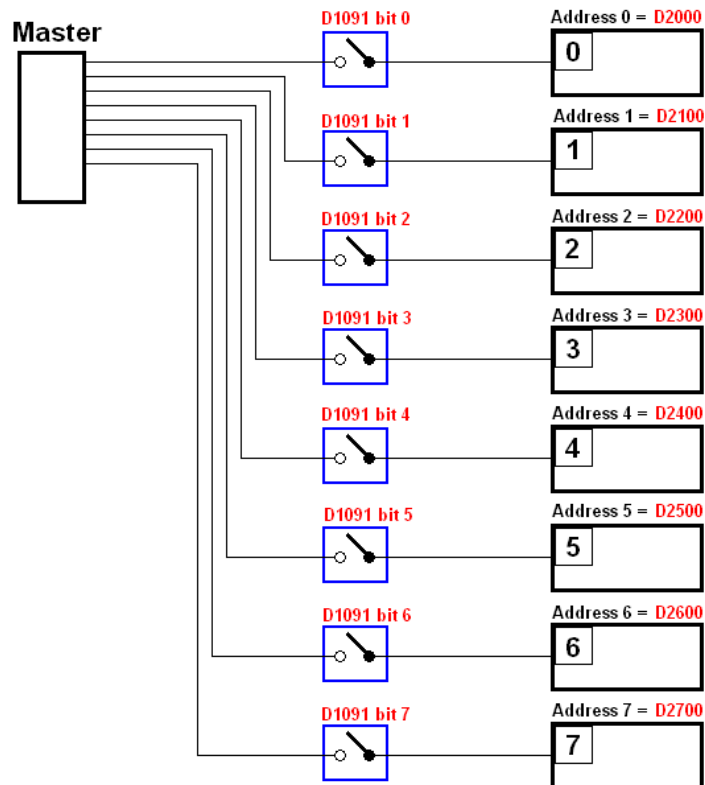 Master
D1091 bit 0
Address 0 = D2000
0
D1091 bit 1
Address 1 = D2100
1
D1091 bit 2
Address 2 = D2200
2
D1091 bit 3
Address 3 = D2300
3
D1091 bit 4
Address 4 = D2400
4
D1091 bit 5
Address 5 = D2500
5
D1091 bit 6
Address 6 = D2600
6
D1091 bit 7
Address 7 = D2700
7